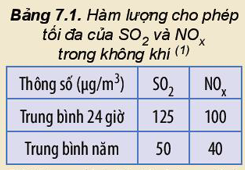 Bảng 7.1. Hàm lượng cho phép
tối đa của SO₂ và NOₓ
trong không khí ⁽¹⁾
Thông số (μg/m³) SO₂ NOₓ
Trung bình 24 giờ 125 100
Trung bình năm 50 40